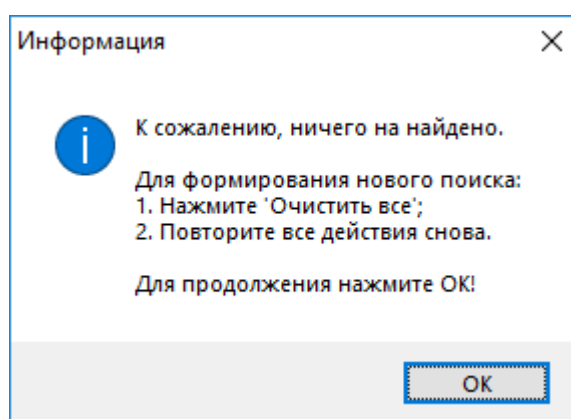 Информация
К сожалению, ничего на найдено.
Для формирования нового поиска:
1. Нажмите 'Очистить все';
2. Повторите все действия снова.
Для продолжения нажмите ОК!
ОК